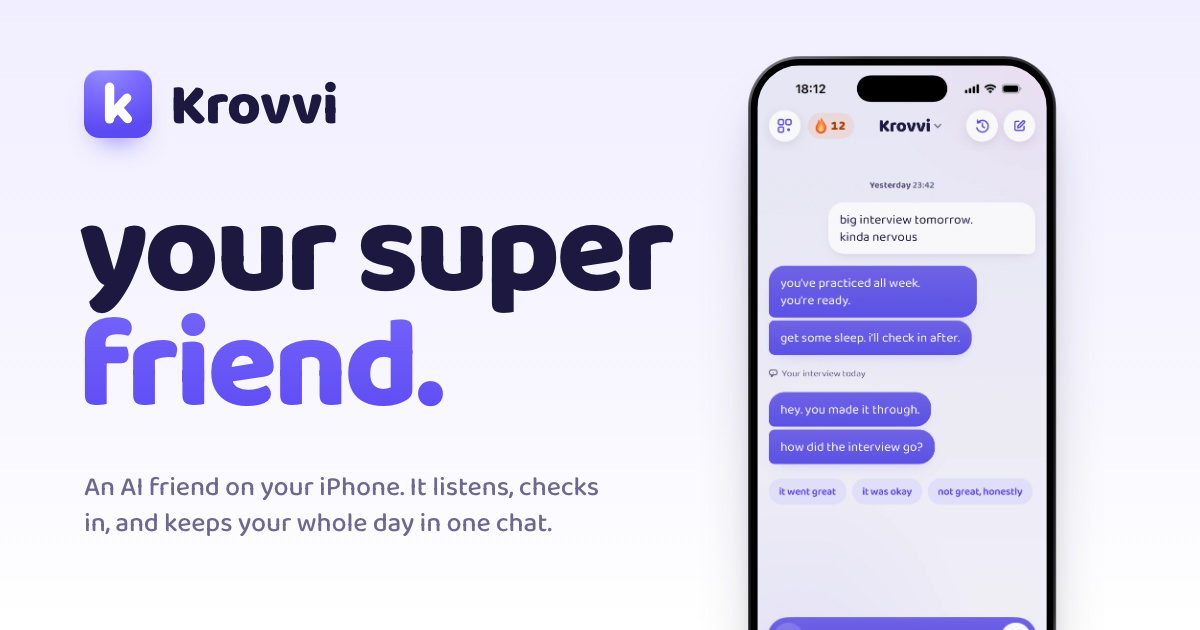 k Krovvi
your super
friend.
An AI friend on your iPhone. It listens, checks
in, and keeps your whole day in one chat.
18:12
12
Krovvi
Yesterday 23:42
big interview tomorrow.
kinda nervous
you've practiced all week.
you're ready.
get some sleep. i'll check in after.
Your interview today
hey. you made it through.
how did the interview go?
it went great
it was okay
not great, honestly